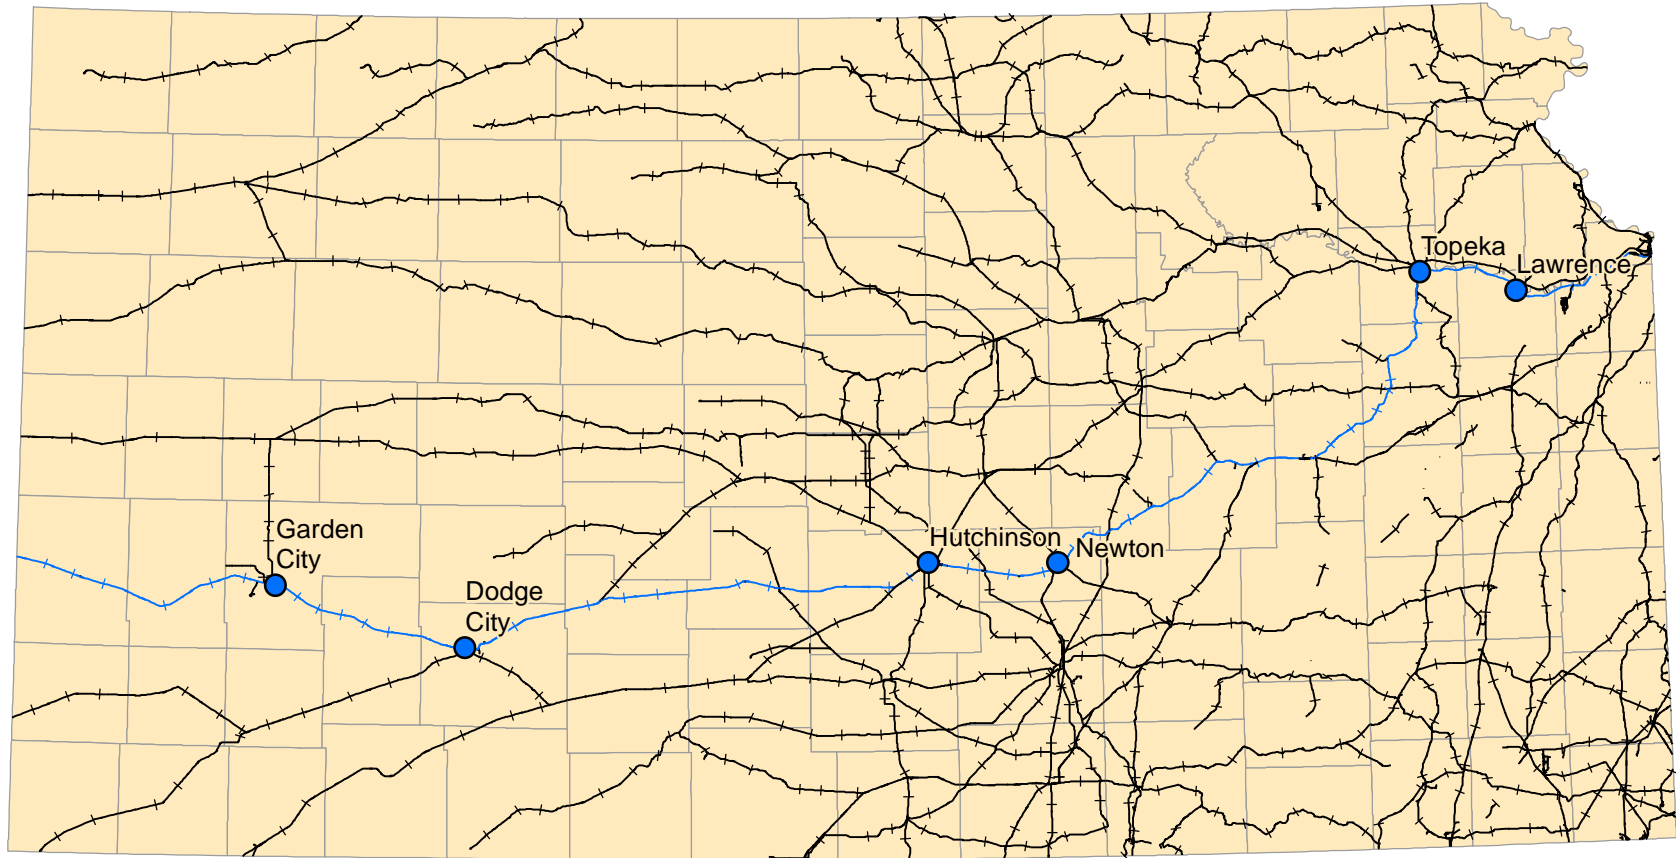 Topeka
Lawrence
Garden
City
Hutchinson
Newton
Dodge
City